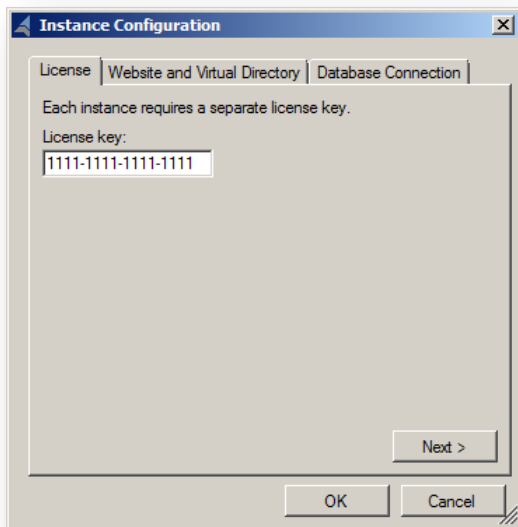 Instance Configuration
License Website and Virtual Directory Database Connection
Each instance requires a separate license key.
License key:
1111-1111-1111-1111
Next >
OK Cancel